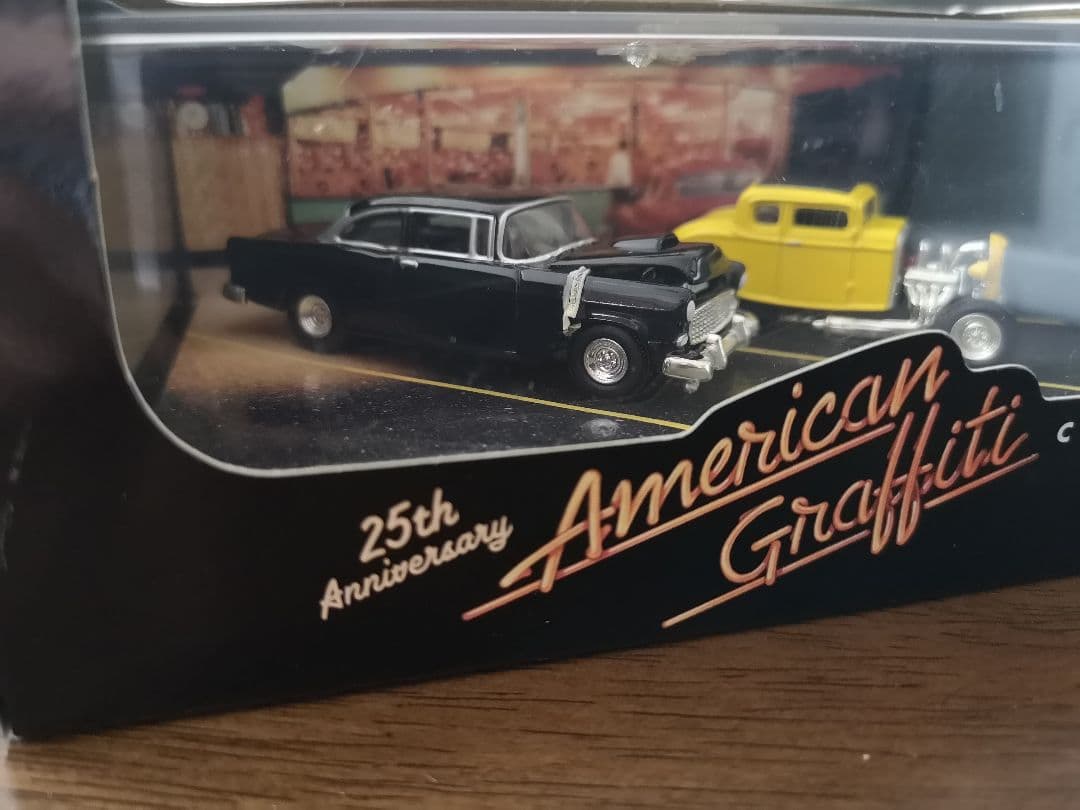 25th
Anniversary
American
Graffiti
C